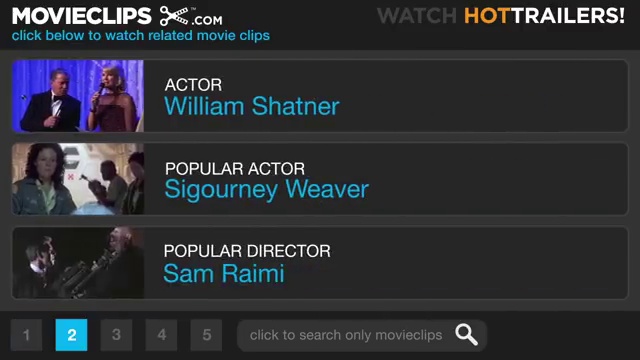 MOVIECLIPS .COM
WATCH HOTTRAILERS!
click below to watch related movie clips
ACTOR
William Shatner
POPULAR ACTOR
Sigourney Weaver
POPULAR DIRECTOR
Sam Raimi
1 2 3 4 5 click to search only movieclips